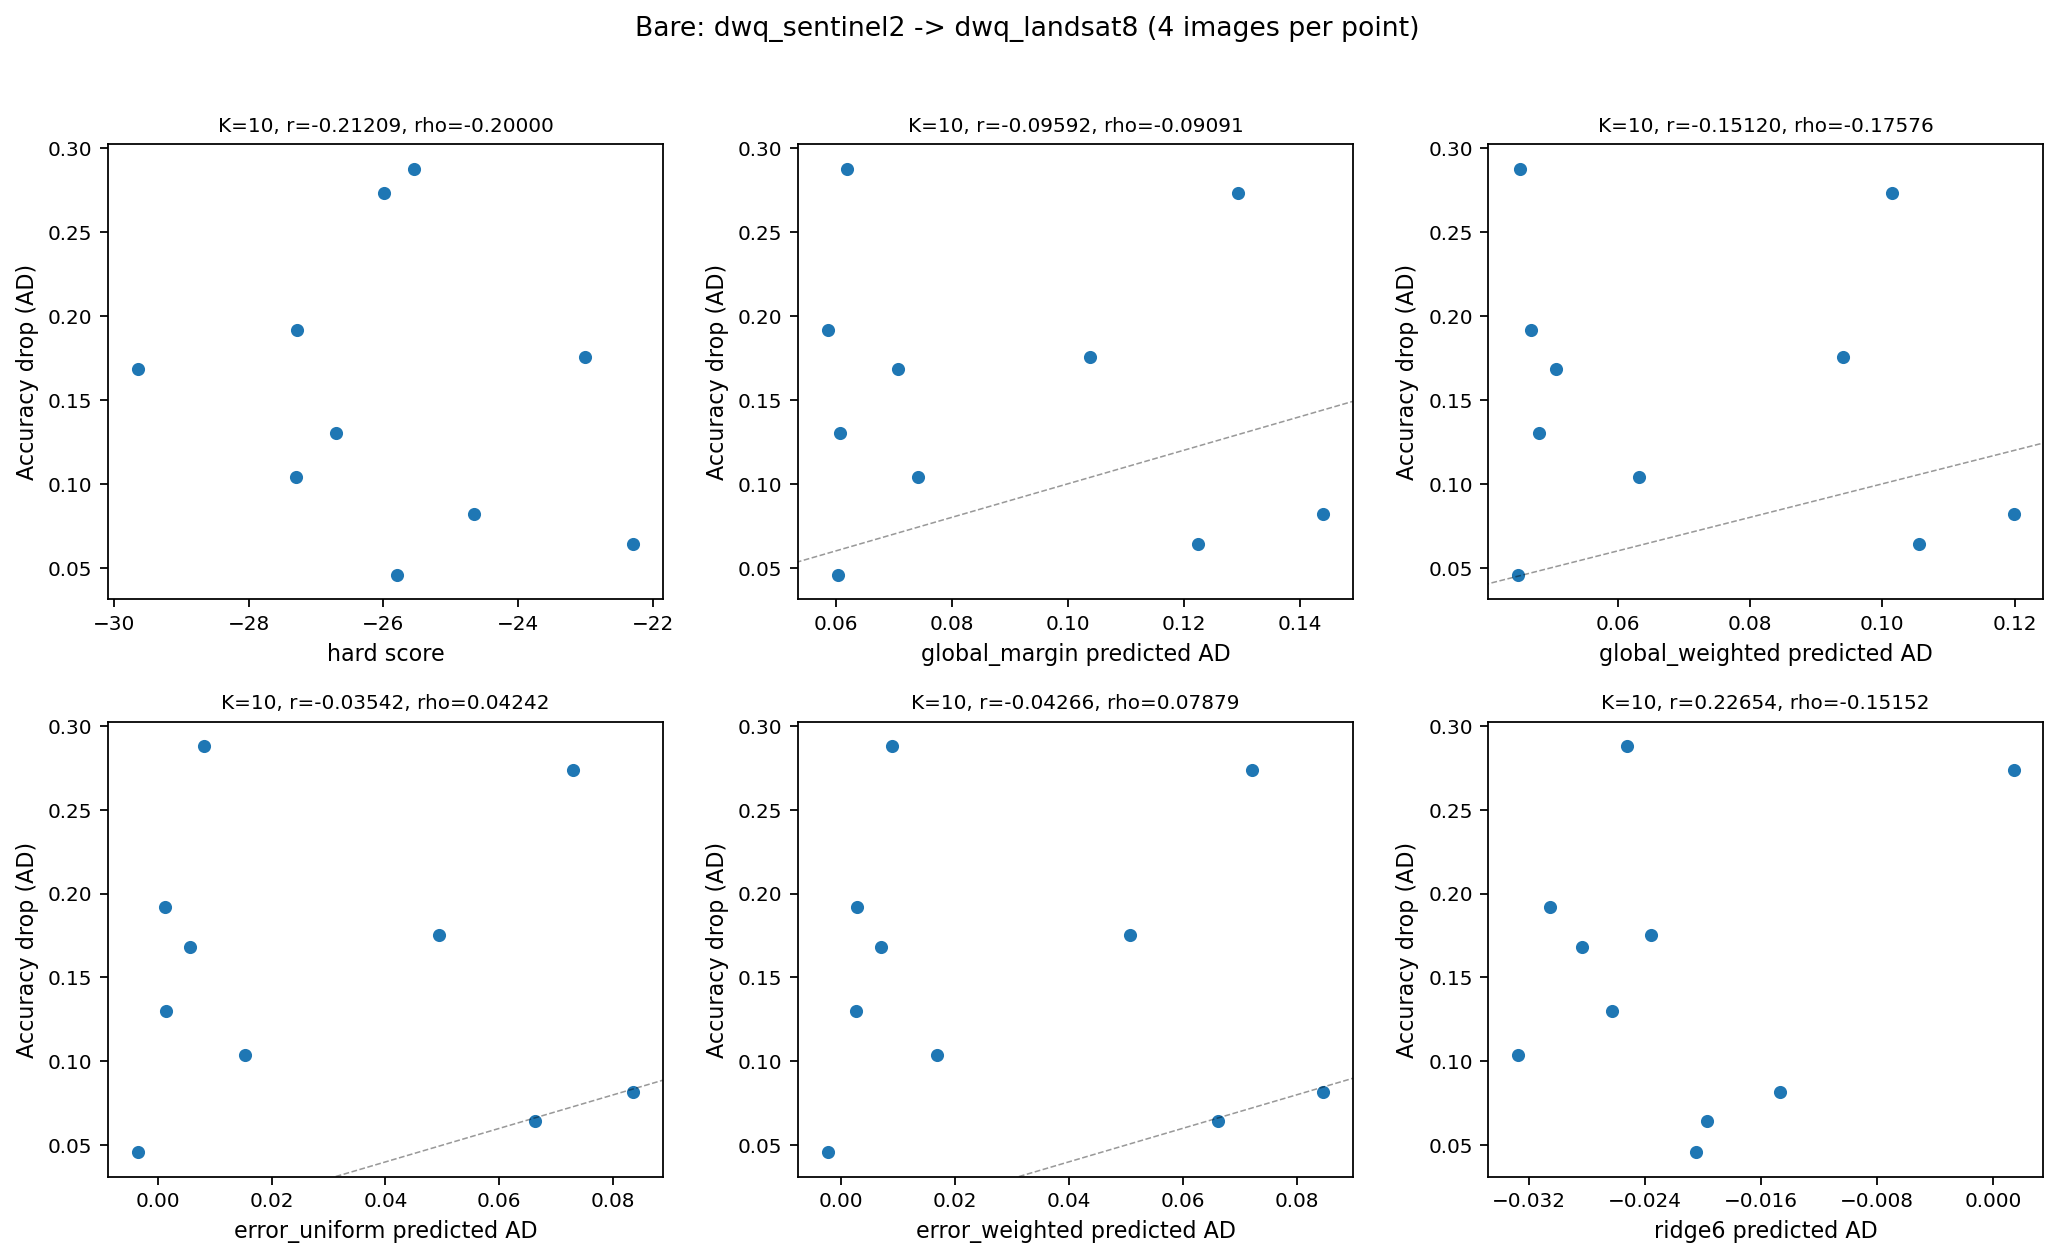 Bare: dwq_sentinel2 -> dwq_landsat8 (4 images per point)
K=10, r=-0.21209, rho=-0.20000
0.30
0.25
0.20
0.15
0.10
0.05
Accuracy drop (AD)
−30 −28 −26 −24 −22
hard score
K=10, r=-0.09592, rho=-0.09091
0.30
0.25
0.20
0.15
0.10
0.05
Accuracy drop (AD)
0.06 0.08 0.10 0.12 0.14
global_margin predicted AD
K=10, r=-0.15120, rho=-0.17576
0.30
0.25
0.20
0.15
0.10
0.05
Accuracy drop (AD)
0.06 0.08 0.10 0.12
global_weighted predicted AD
K=10, r=-0.03542, rho=0.04242
0.30
0.25
0.20
0.15
0.10
0.05
Accuracy drop (AD)
0.00 0.02 0.04 0.06 0.08
error_uniform predicted AD
K=10, r=-0.04266, rho=0.07879
0.30
0.25
0.20
0.15
0.10
0.05
Accuracy drop (AD)
0.00 0.02 0.04 0.06 0.08
error_weighted predicted AD
K=10, r=0.22654, rho=-0.15152
0.30
0.25
0.20
0.15
0.10
0.05
Accuracy drop (AD)
−0.032 −0.024 −0.016 −0.008 0.000
ridge6 predicted AD